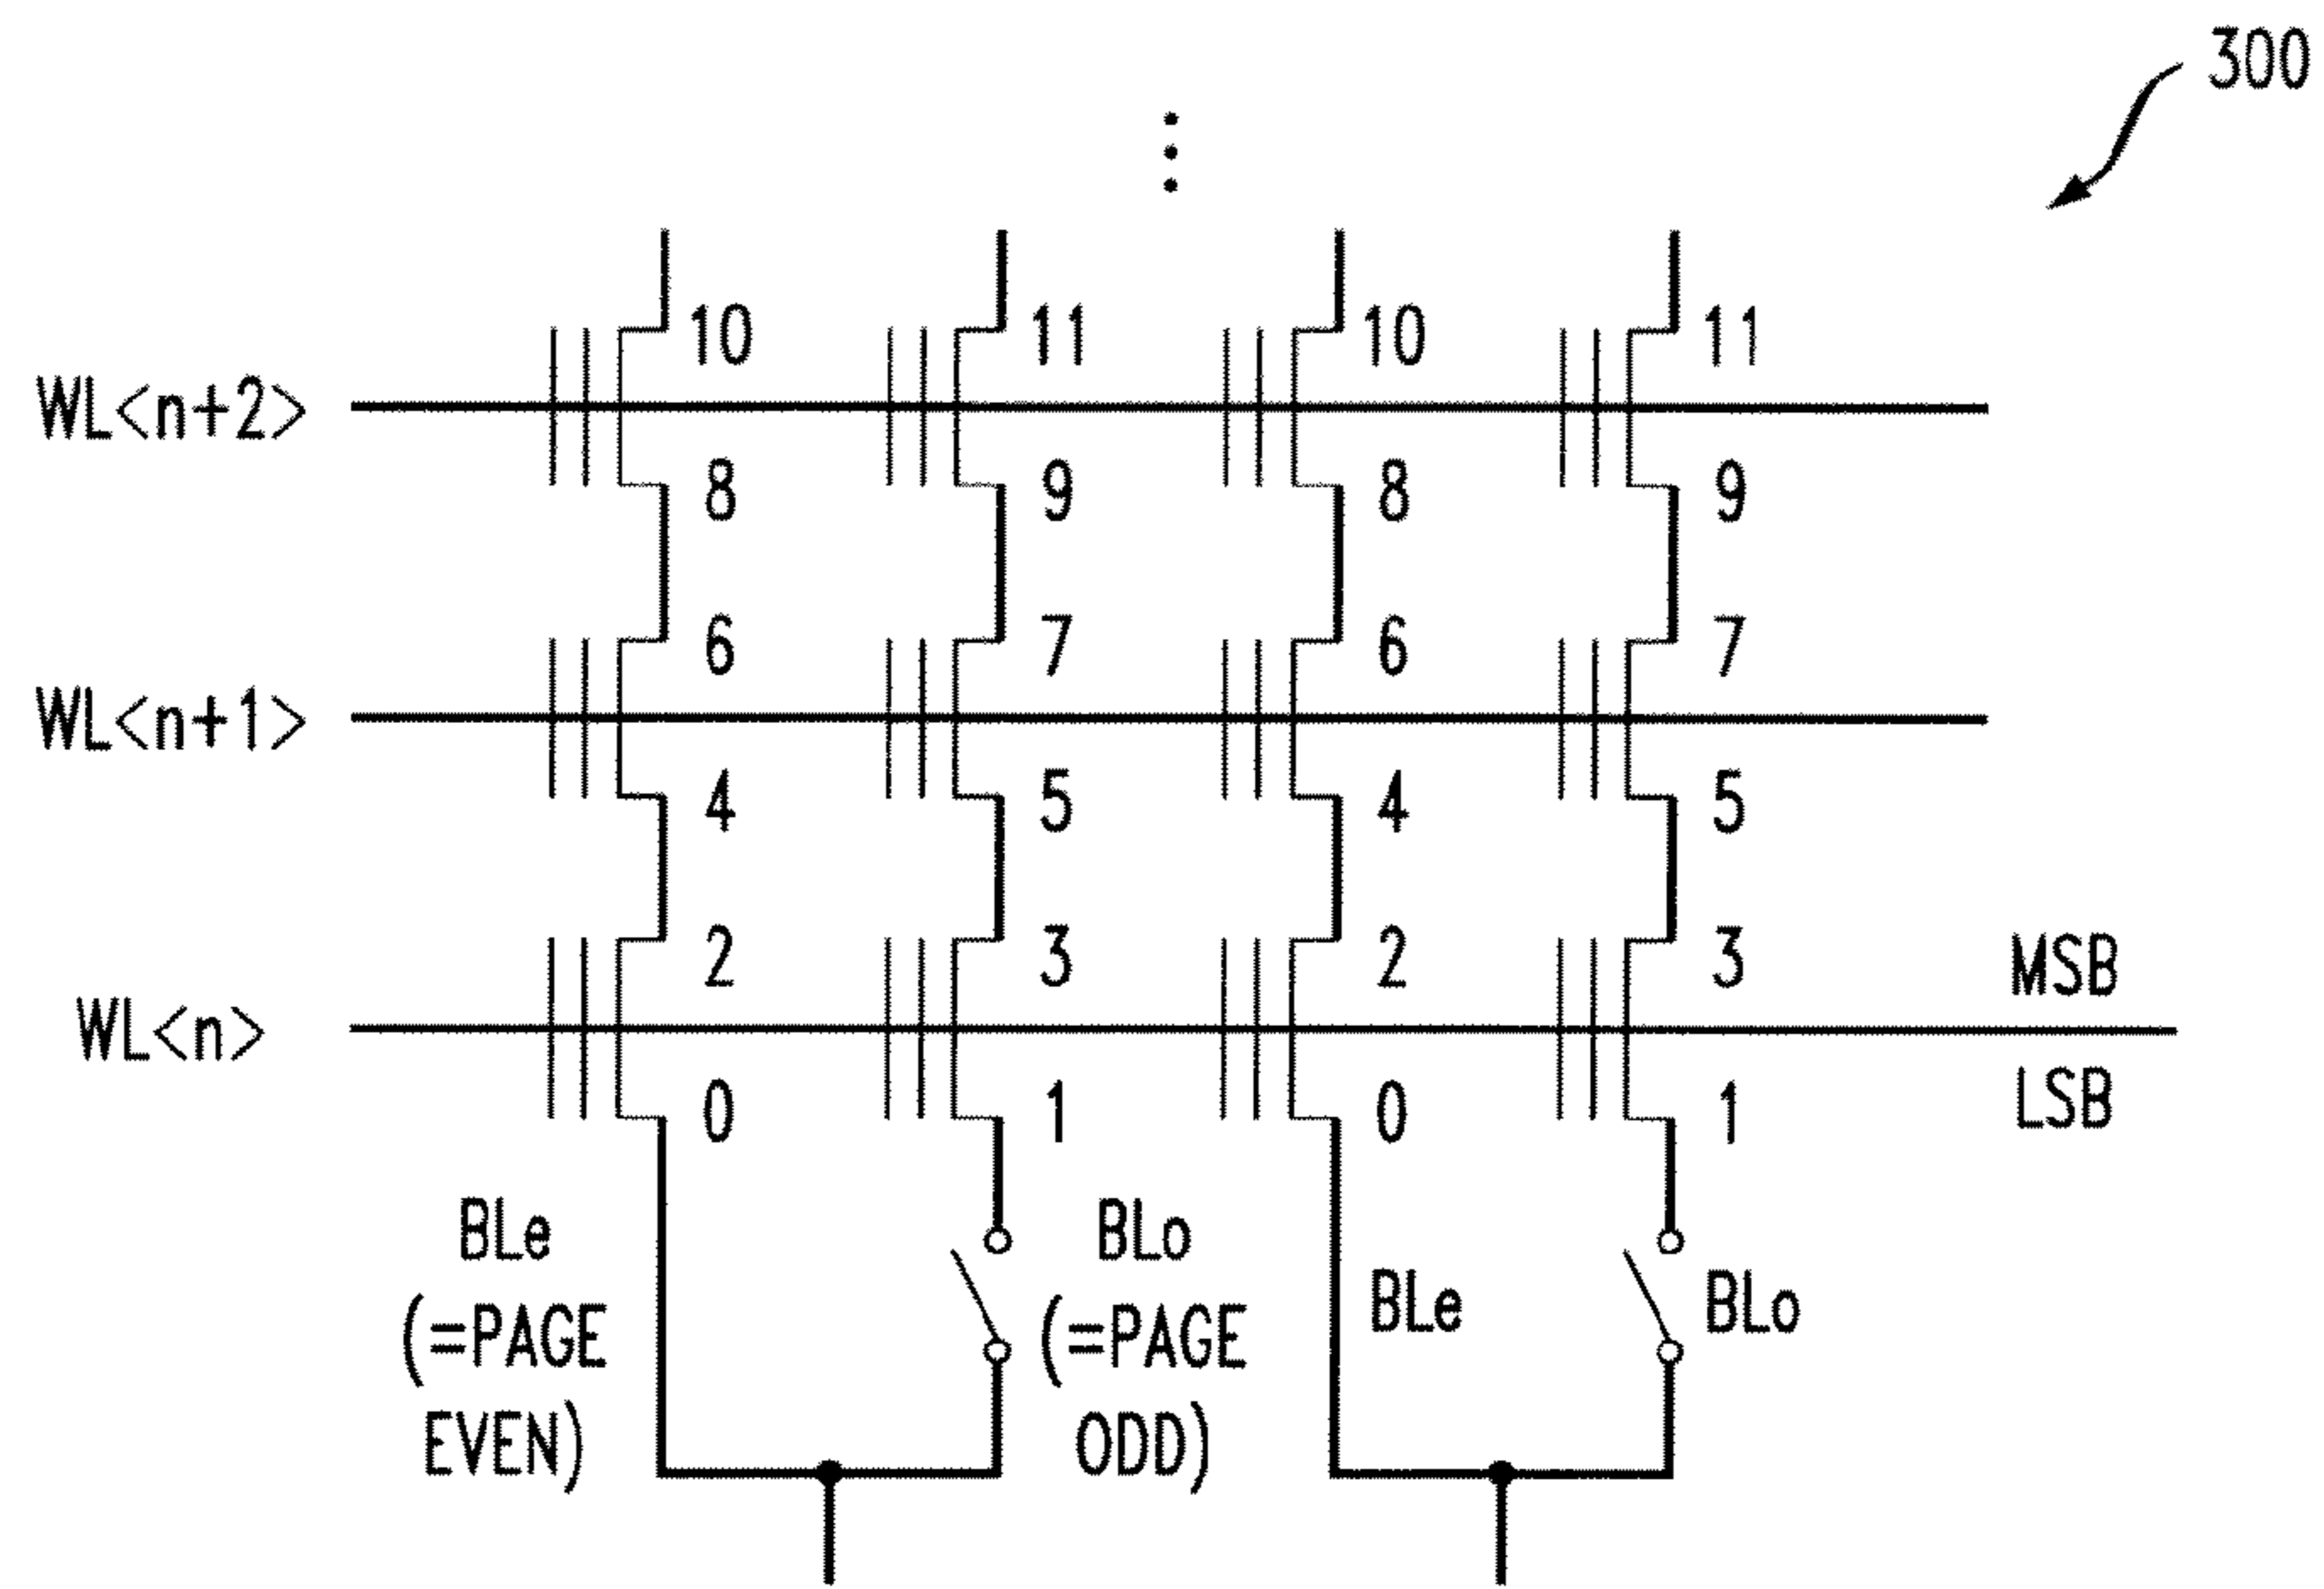 300
10 11 10 11
WL<n+2>
8 9 8 9
6 7 6 7
WL<n+1>
4 5 4 5
2 3 2 3 MSB
WL<n>
0 1 0 1 LSB
BLe
(=PAGE
EVEN)
BLo
(=PAGE
ODD)
BLe
BLo